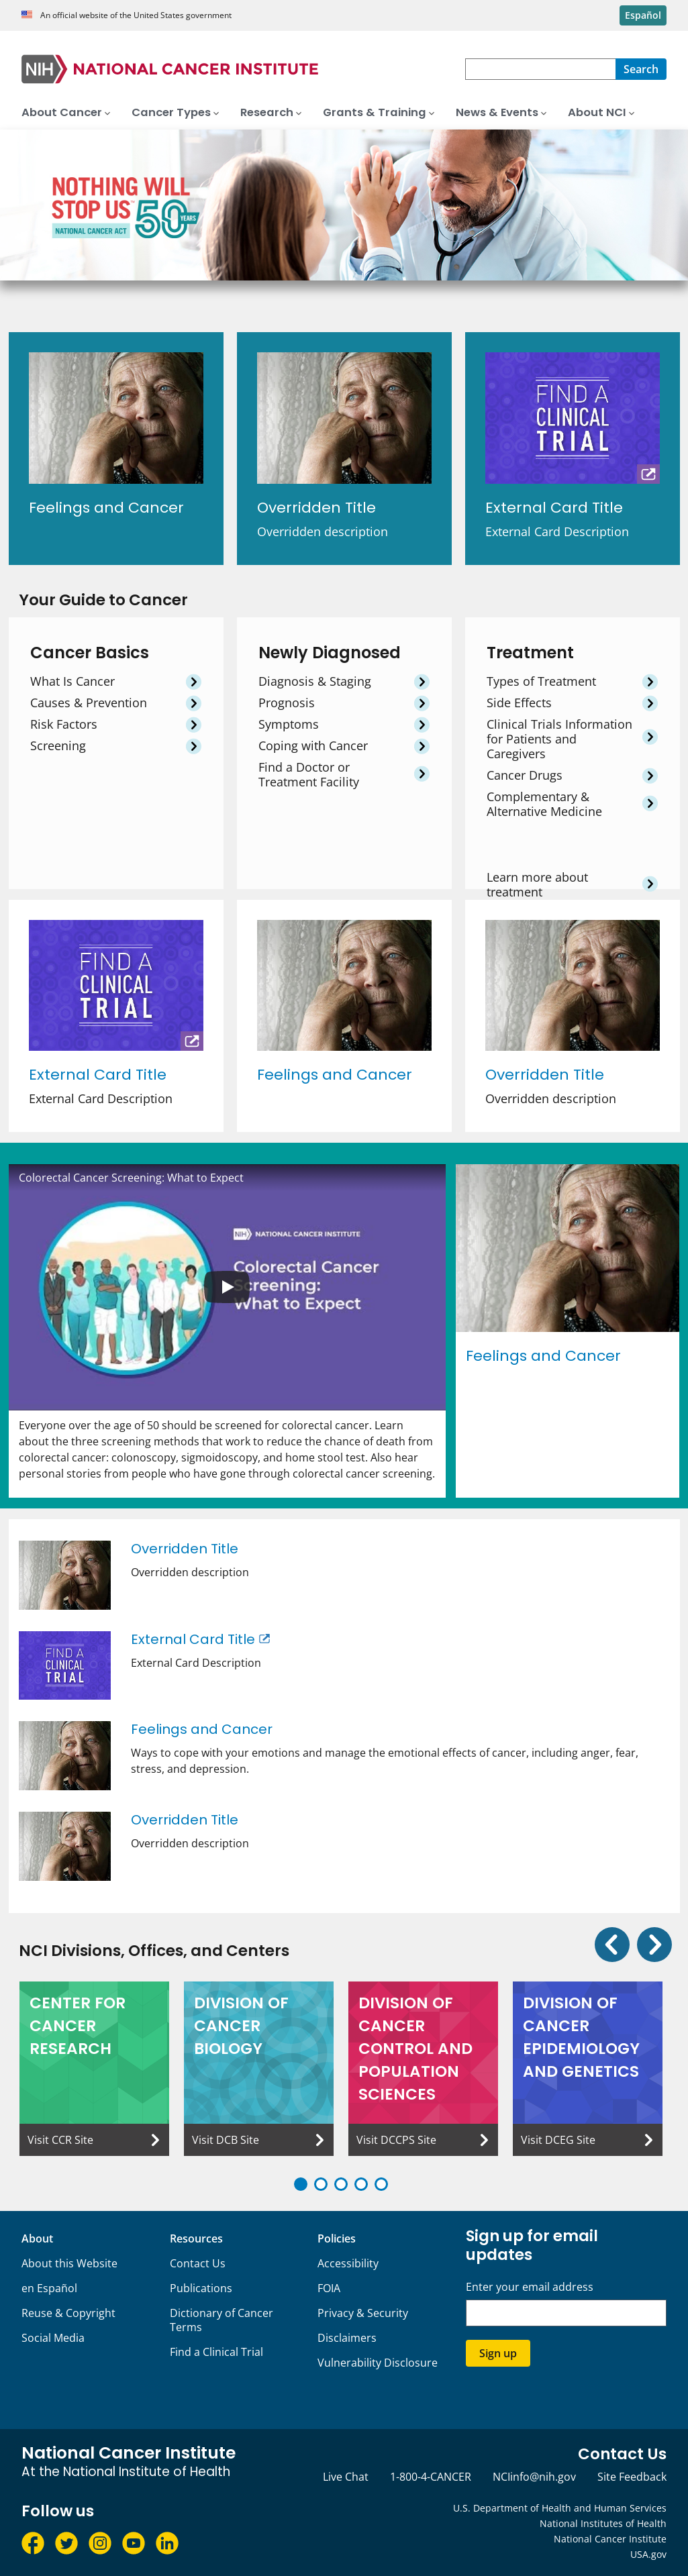 An official website of the United States government
Español
NIH NATIONAL CANCER INSTITUTE
Search
About Cancer
Cancer Types
Research
Grants & Training
News & Events
About NCI
NOTHING WILL
STOP US™ 50 YEARS
NATIONAL CANCER ACT
FIND A
CLINICAL
TRIAL
Feelings and Cancer
Overridden Title
Overridden description
External Card Title
External Card Description
Your Guide to Cancer
Cancer Basics
What Is Cancer
Causes & Prevention
Risk Factors
Screening
Newly Diagnosed
Diagnosis & Staging
Prognosis
Symptoms
Coping with Cancer
Find a Doctor or
Treatment Facility
Treatment
Types of Treatment
Side Effects
Clinical Trials Information
for Patients and
Caregivers
Cancer Drugs
Complementary &
Alternative Medicine
Learn more about
treatment
FIND A
CLINICAL
TRIAL
External Card Title
External Card Description
Feelings and Cancer
Overridden Title
Overridden description
Colorectal Cancer Screening: What to Expect
NIH NATIONAL CANCER INSTITUTE
Colorectal Cancer
Screening:
What to Expect
Everyone over the age of 50 should be screened for colorectal cancer. Learn
about the three screening methods that work to reduce the chance of death from
colorectal cancer: colonoscopy, sigmoidoscopy, and home stool test. Also hear
personal stories from people who have gone through colorectal cancer screening.
Feelings and Cancer
Overridden Title
Overridden description
FIND A
CLINICAL
TRIAL
External Card Title
External Card Description
Feelings and Cancer
Ways to cope with your emotions and manage the emotional effects of cancer, including anger, fear,
stress, and depression.
Overridden Title
Overridden description
NCI Divisions, Offices, and Centers
CENTER FOR
CANCER
RESEARCH
Visit CCR Site
DIVISION OF
CANCER
BIOLOGY
Visit DCB Site
DIVISION OF
CANCER
CONTROL AND
POPULATION
SCIENCES
Visit DCCPS Site
DIVISION OF
CANCER
EPIDEMIOLOGY
AND GENETICS
Visit DCEG Site
About
About this Website
en Español
Reuse & Copyright
Social Media
Resources
Contact Us
Publications
Dictionary of Cancer
Terms
Find a Clinical Trial
Policies
Accessibility
FOIA
Privacy & Security
Disclaimers
Vulnerability Disclosure
Sign up for email
updates
Enter your email address
Sign up
National Cancer Institute
At the National Institute of Health
Follow us
Contact Us
Live Chat
1-800-4-CANCER
NCIinfo@nih.gov
Site Feedback
U.S. Department of Health and Human Services
National Institutes of Health
National Cancer Institute
USA.gov